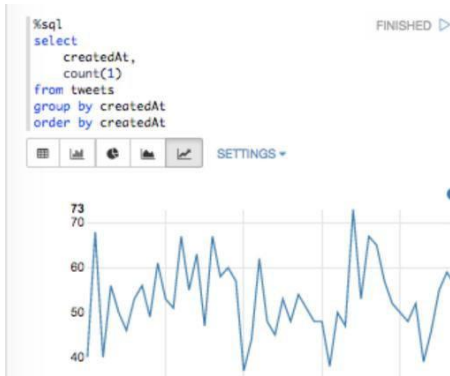 %sql
FINISHED
select
createdAt,
count(1)
from tweets
group by createdAt
order by createdAt
SETTINGS
73
70
60
50
40